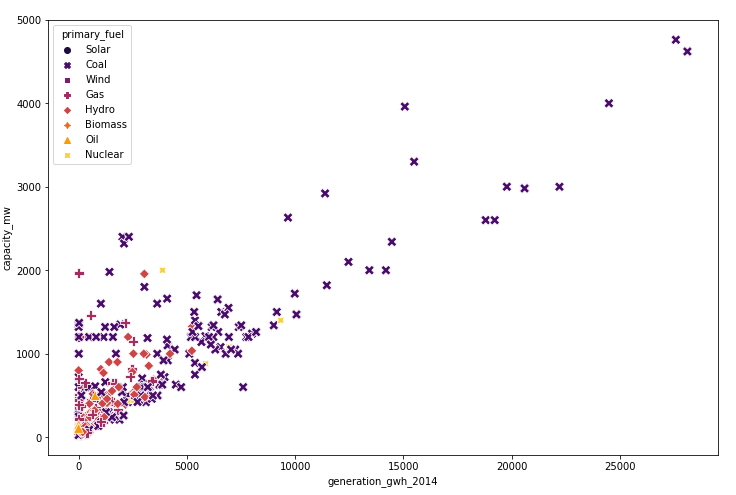 primary_fuel
Solar
Coal
Wind
Gas
Hydro
Biomass
Oil
Nuclear
5000
4000
3000
2000
1000
0
capacity_mw
0 5000 10000 15000 20000 25000
generation_gwh_2014